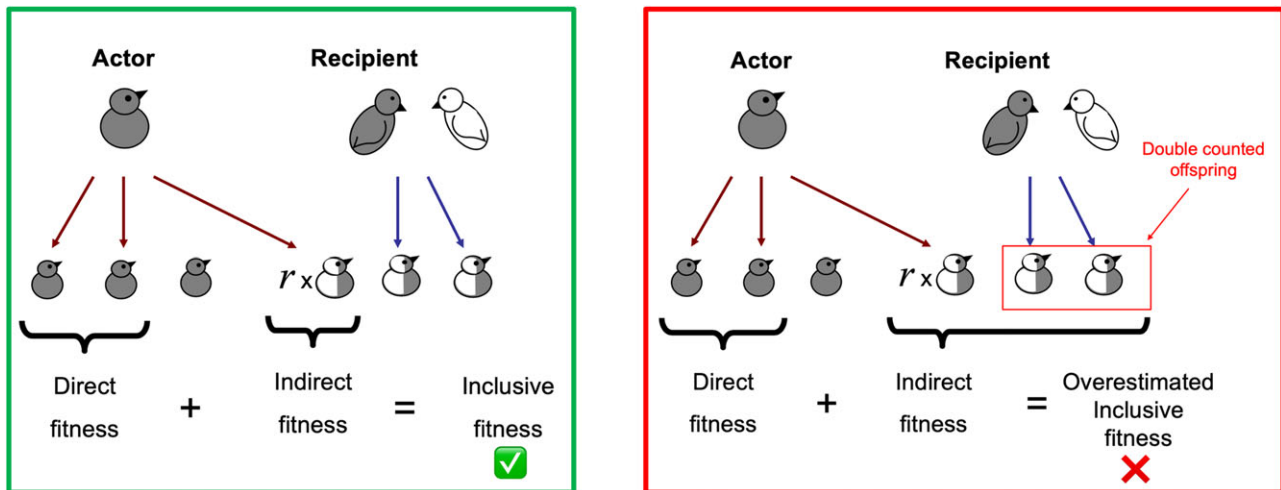 Actor Recipient
r x
Direct
fitness
+
Indirect
fitness
=
Inclusive
fitness
Actor Recipient
Double counted
offspring
r x
Direct
fitness
+
Indirect
fitness
=
Overestimated
Inclusive
fitness